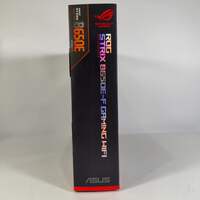 B650E
ROG
STRIX B650E-F GAMING WIFI
ASUS